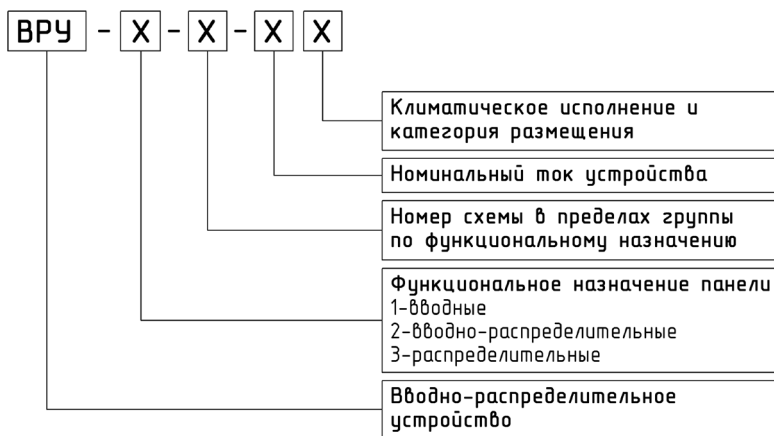 ВРУ - X - X - X X
Климатическое исполнение и
категория размещения
Номинальный ток устройства
Номер схемы в пределах группы
по функциональному назначению
Функциональное назначение панели
1-вводные
2-вводно-распределительные
3-распределительные
Вводно-распределительное
устройство